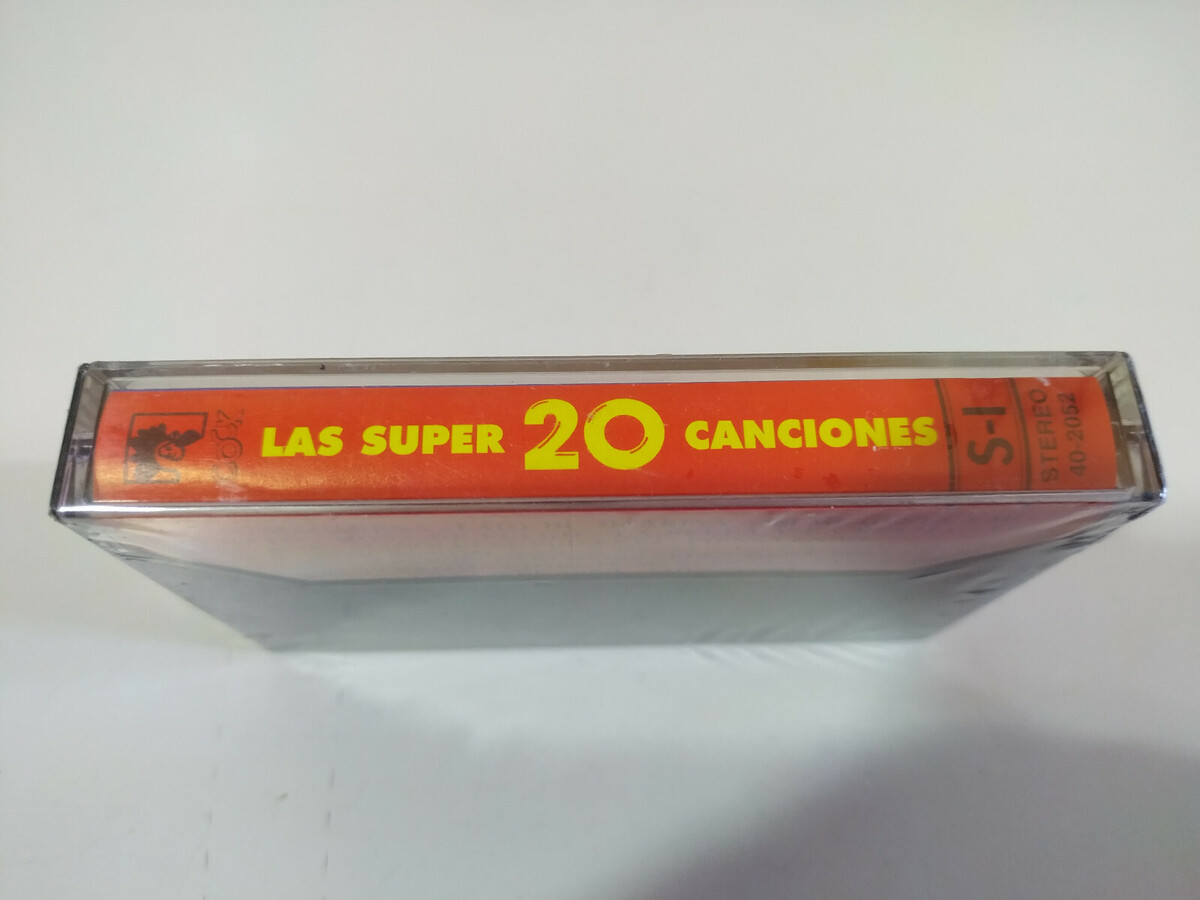 LAS SUPER 20 CANCIONES
S-I
STEREO
40-2052